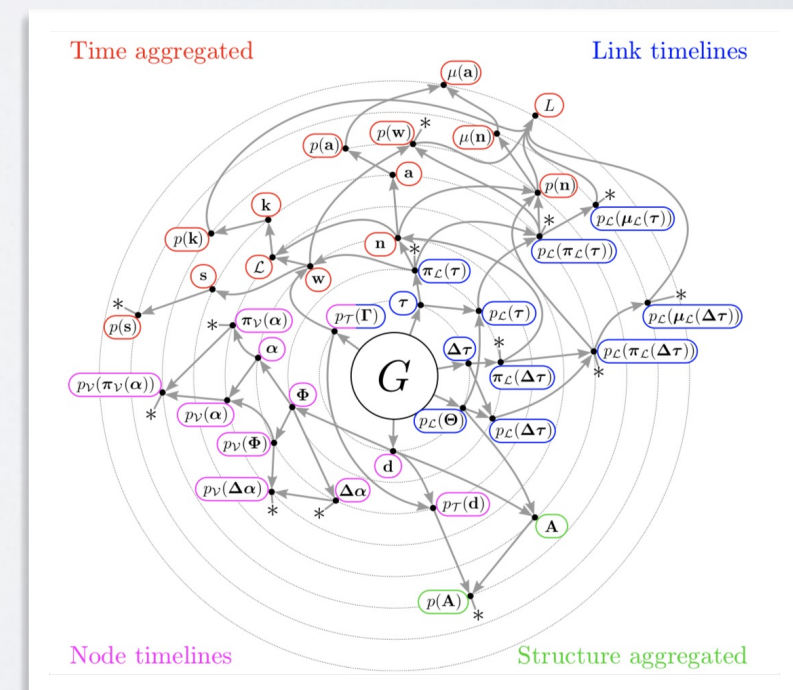 Time aggregated
Link timelines
μ(a)
L
p(a)
p(w)
*
μ(n)
a
p(n)
*
p_ℒ(μ_ℒ(τ))
k
p(k)
n
*
*
p_ℒ(π_ℒ(τ))
ℒ
w
π_ℒ(τ)
s
*
p(s)
τ
p_ℒ(τ)
*
p_ℒ(μ_ℒ(Δτ))
p_𝒯(Γ)
*
π_𝒱(α)
α
G
Δτ
*
π_ℒ(Δτ)
p_ℒ(π_ℒ(Δτ))
*
p_𝒱(π_𝒱(α))
*
p_𝒱(α)
Φ
p_ℒ(Θ)
p_ℒ(Δτ)
p_𝒱(Φ)
d
p_𝒱(Δα)
*
Δα
*
p_𝒯(d)
A
p(A)
*
Node timelines
Structure aggregated